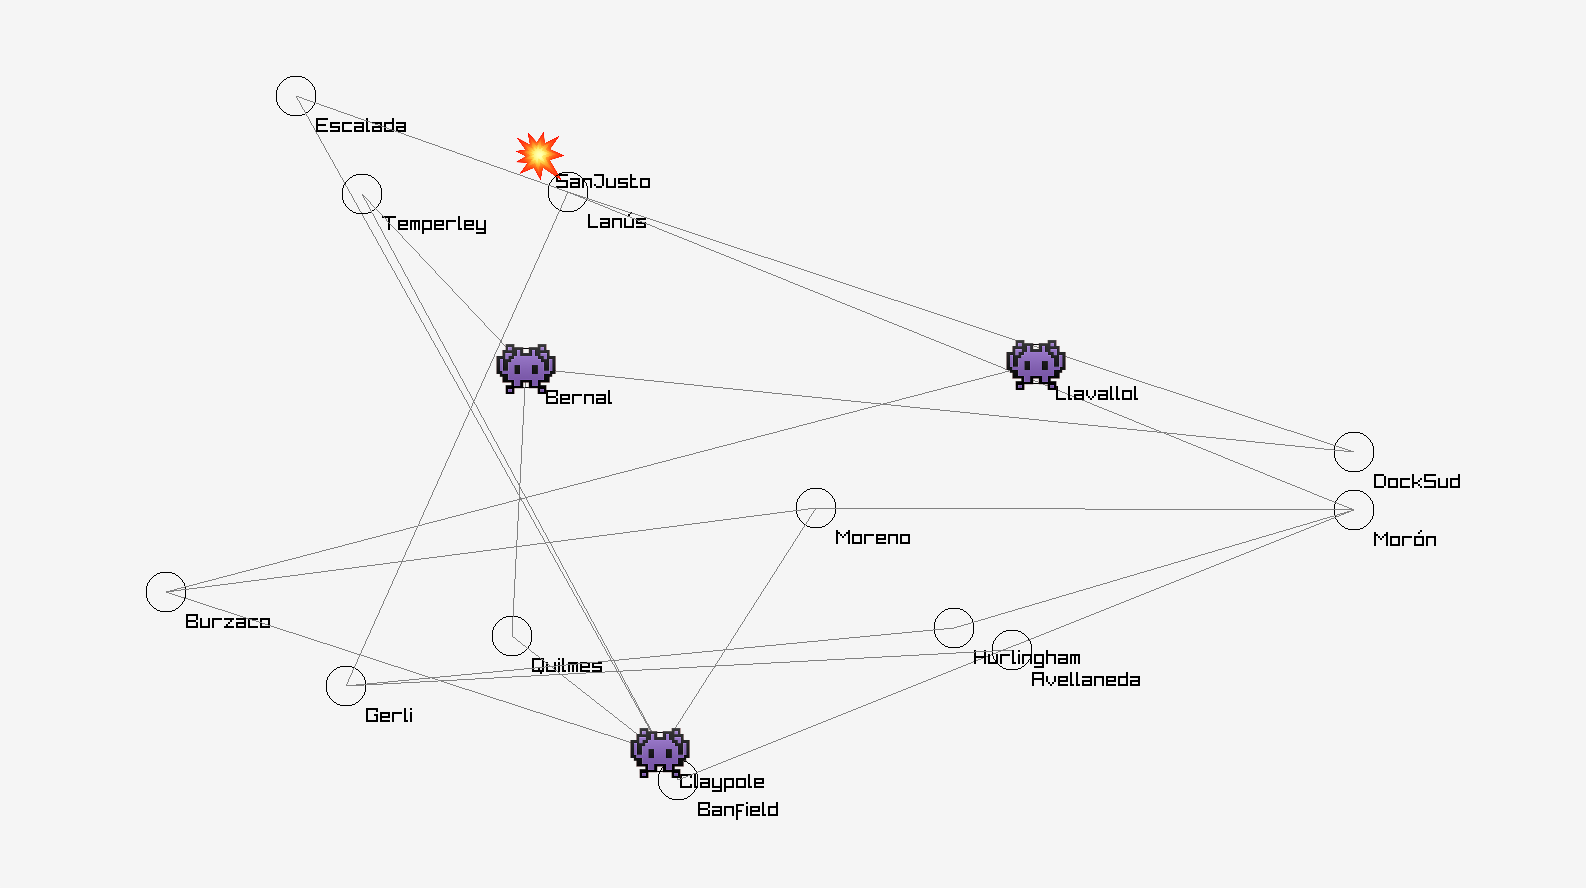 Escalada
SanJusto
Temperley
Lanús
Bernal
Llavallol
DockSud
Moreno
Morón
Burzaco
Quilmes
Hurlingham
Avellaneda
Gerli
Claypole
Banfield